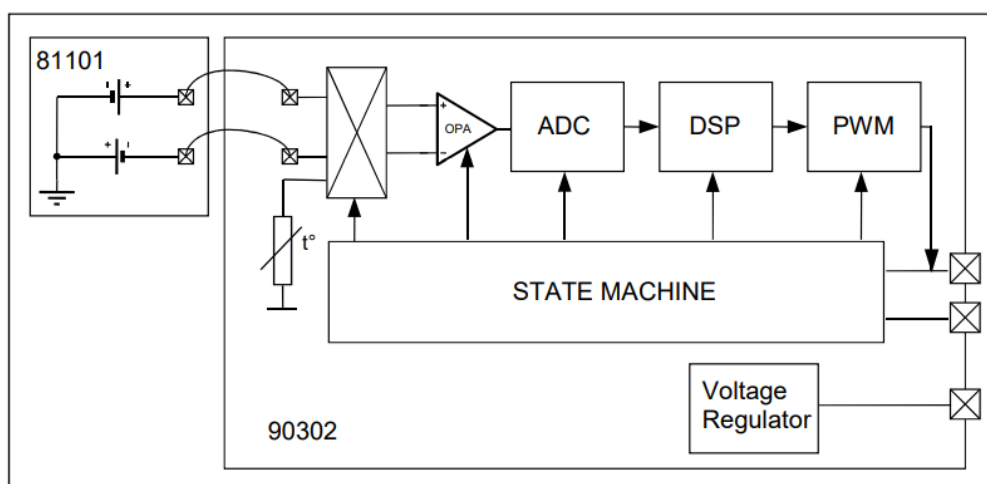 81101
+
+
OPA
+
−
ADC
DSP
PWM
t°
STATE MACHINE
Voltage
Regulator
90302